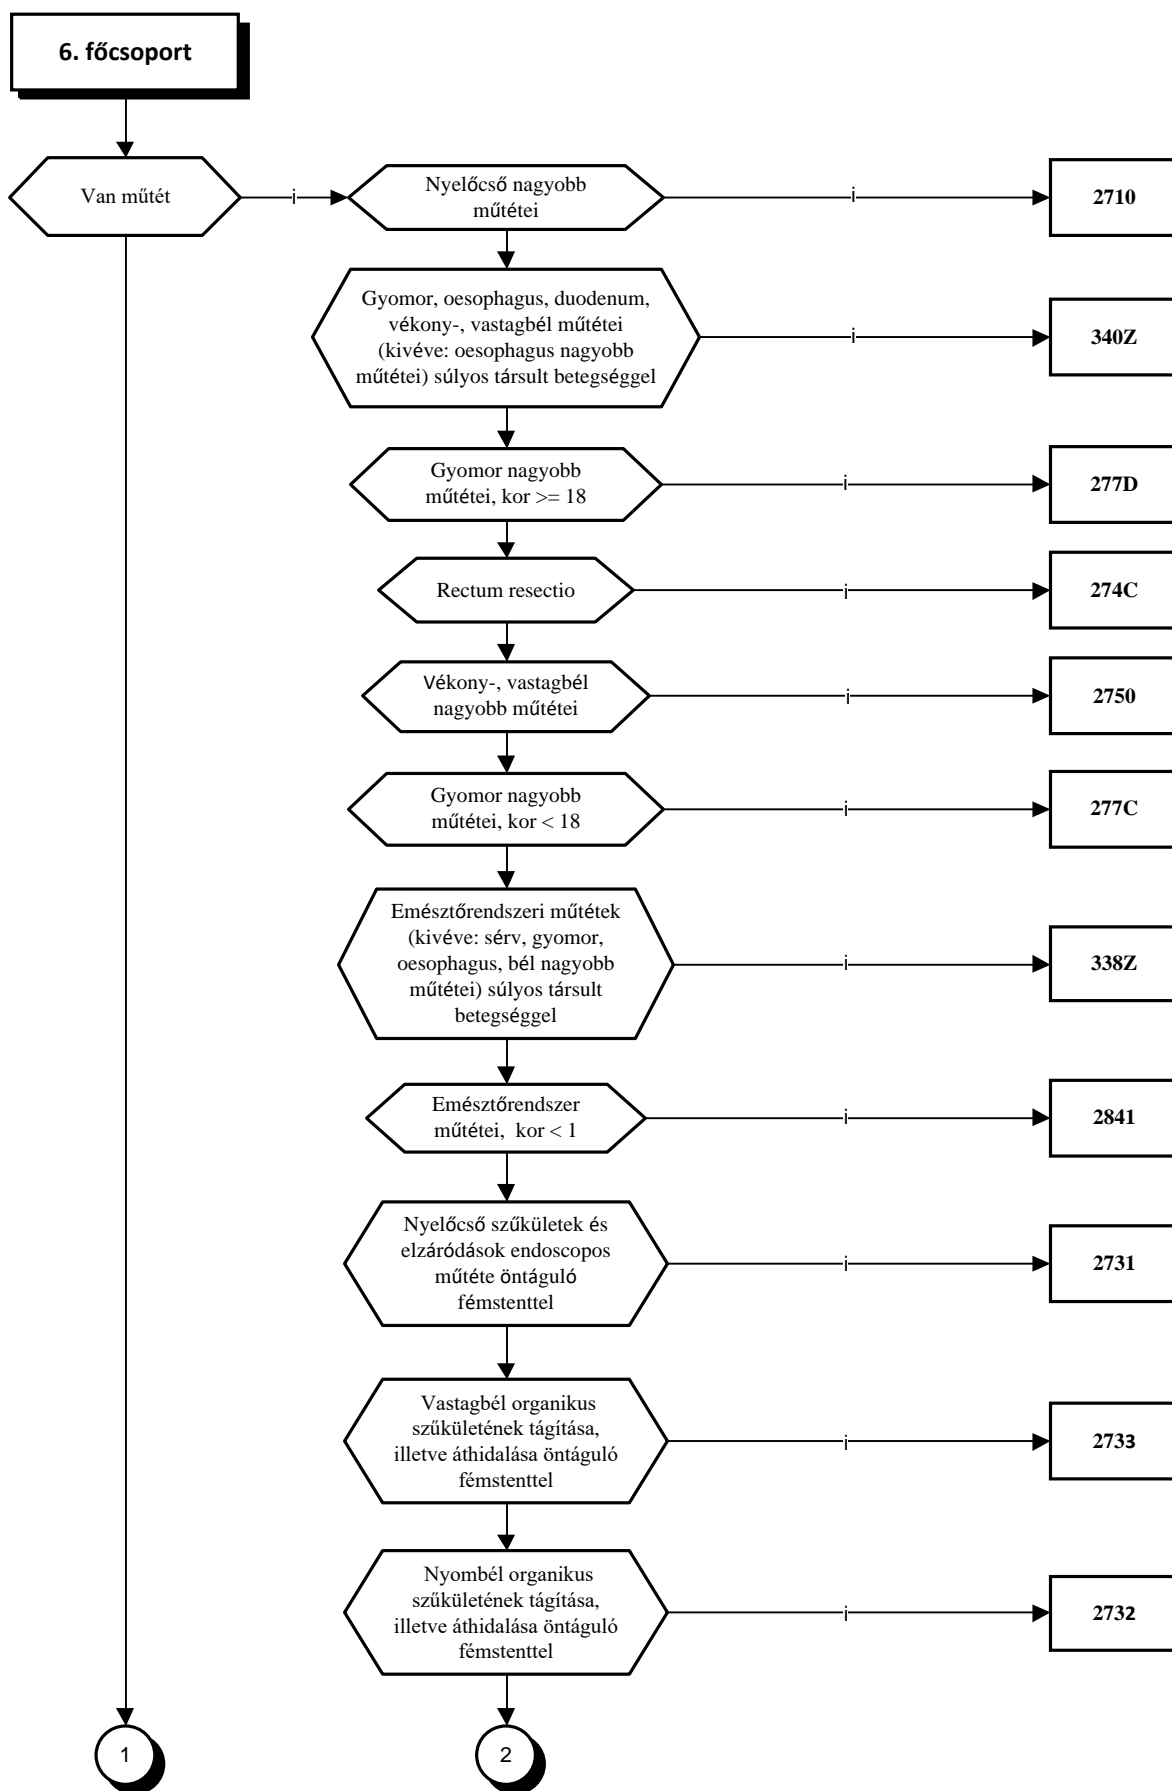 6. főcsoport
Van műtét
i
Nyelőcső nagyobb
műtétei
i
2710
Gyomor, oesophagus, duodenum,
vékony-, vastagbél műtétei
(kivéve: oesophagus nagyobb
műtétei) súlyos társult betegséggel
i
340Z
Gyomor nagyobb
műtétei, kor >= 18
i
277D
Rectum resectio
i
274C
Vékony-, vastagbél
nagyobb műtétei
i
2750
Gyomor nagyobb
műtétei, kor < 18
i
277C
Emésztőrendszeri műtétek
(kivéve: sérv, gyomor,
oesophagus, bél nagyobb
műtétei) súlyos társult
betegséggel
i
338Z
Emésztőrendszer
műtétei, kor < 1
i
2841
Nyelőcső szűkületek és
elzáródások endoscopos
műtéte öntáguló
fémstenttel
i
2731
Vastagbél organikus
szűkületének tágítása,
illetve áthidalása öntáguló
fémstenttel
i
2733
Nyombél organikus
szűkületének tágítása,
illetve áthidalása öntáguló
fémstenttel
i
2732
1
2